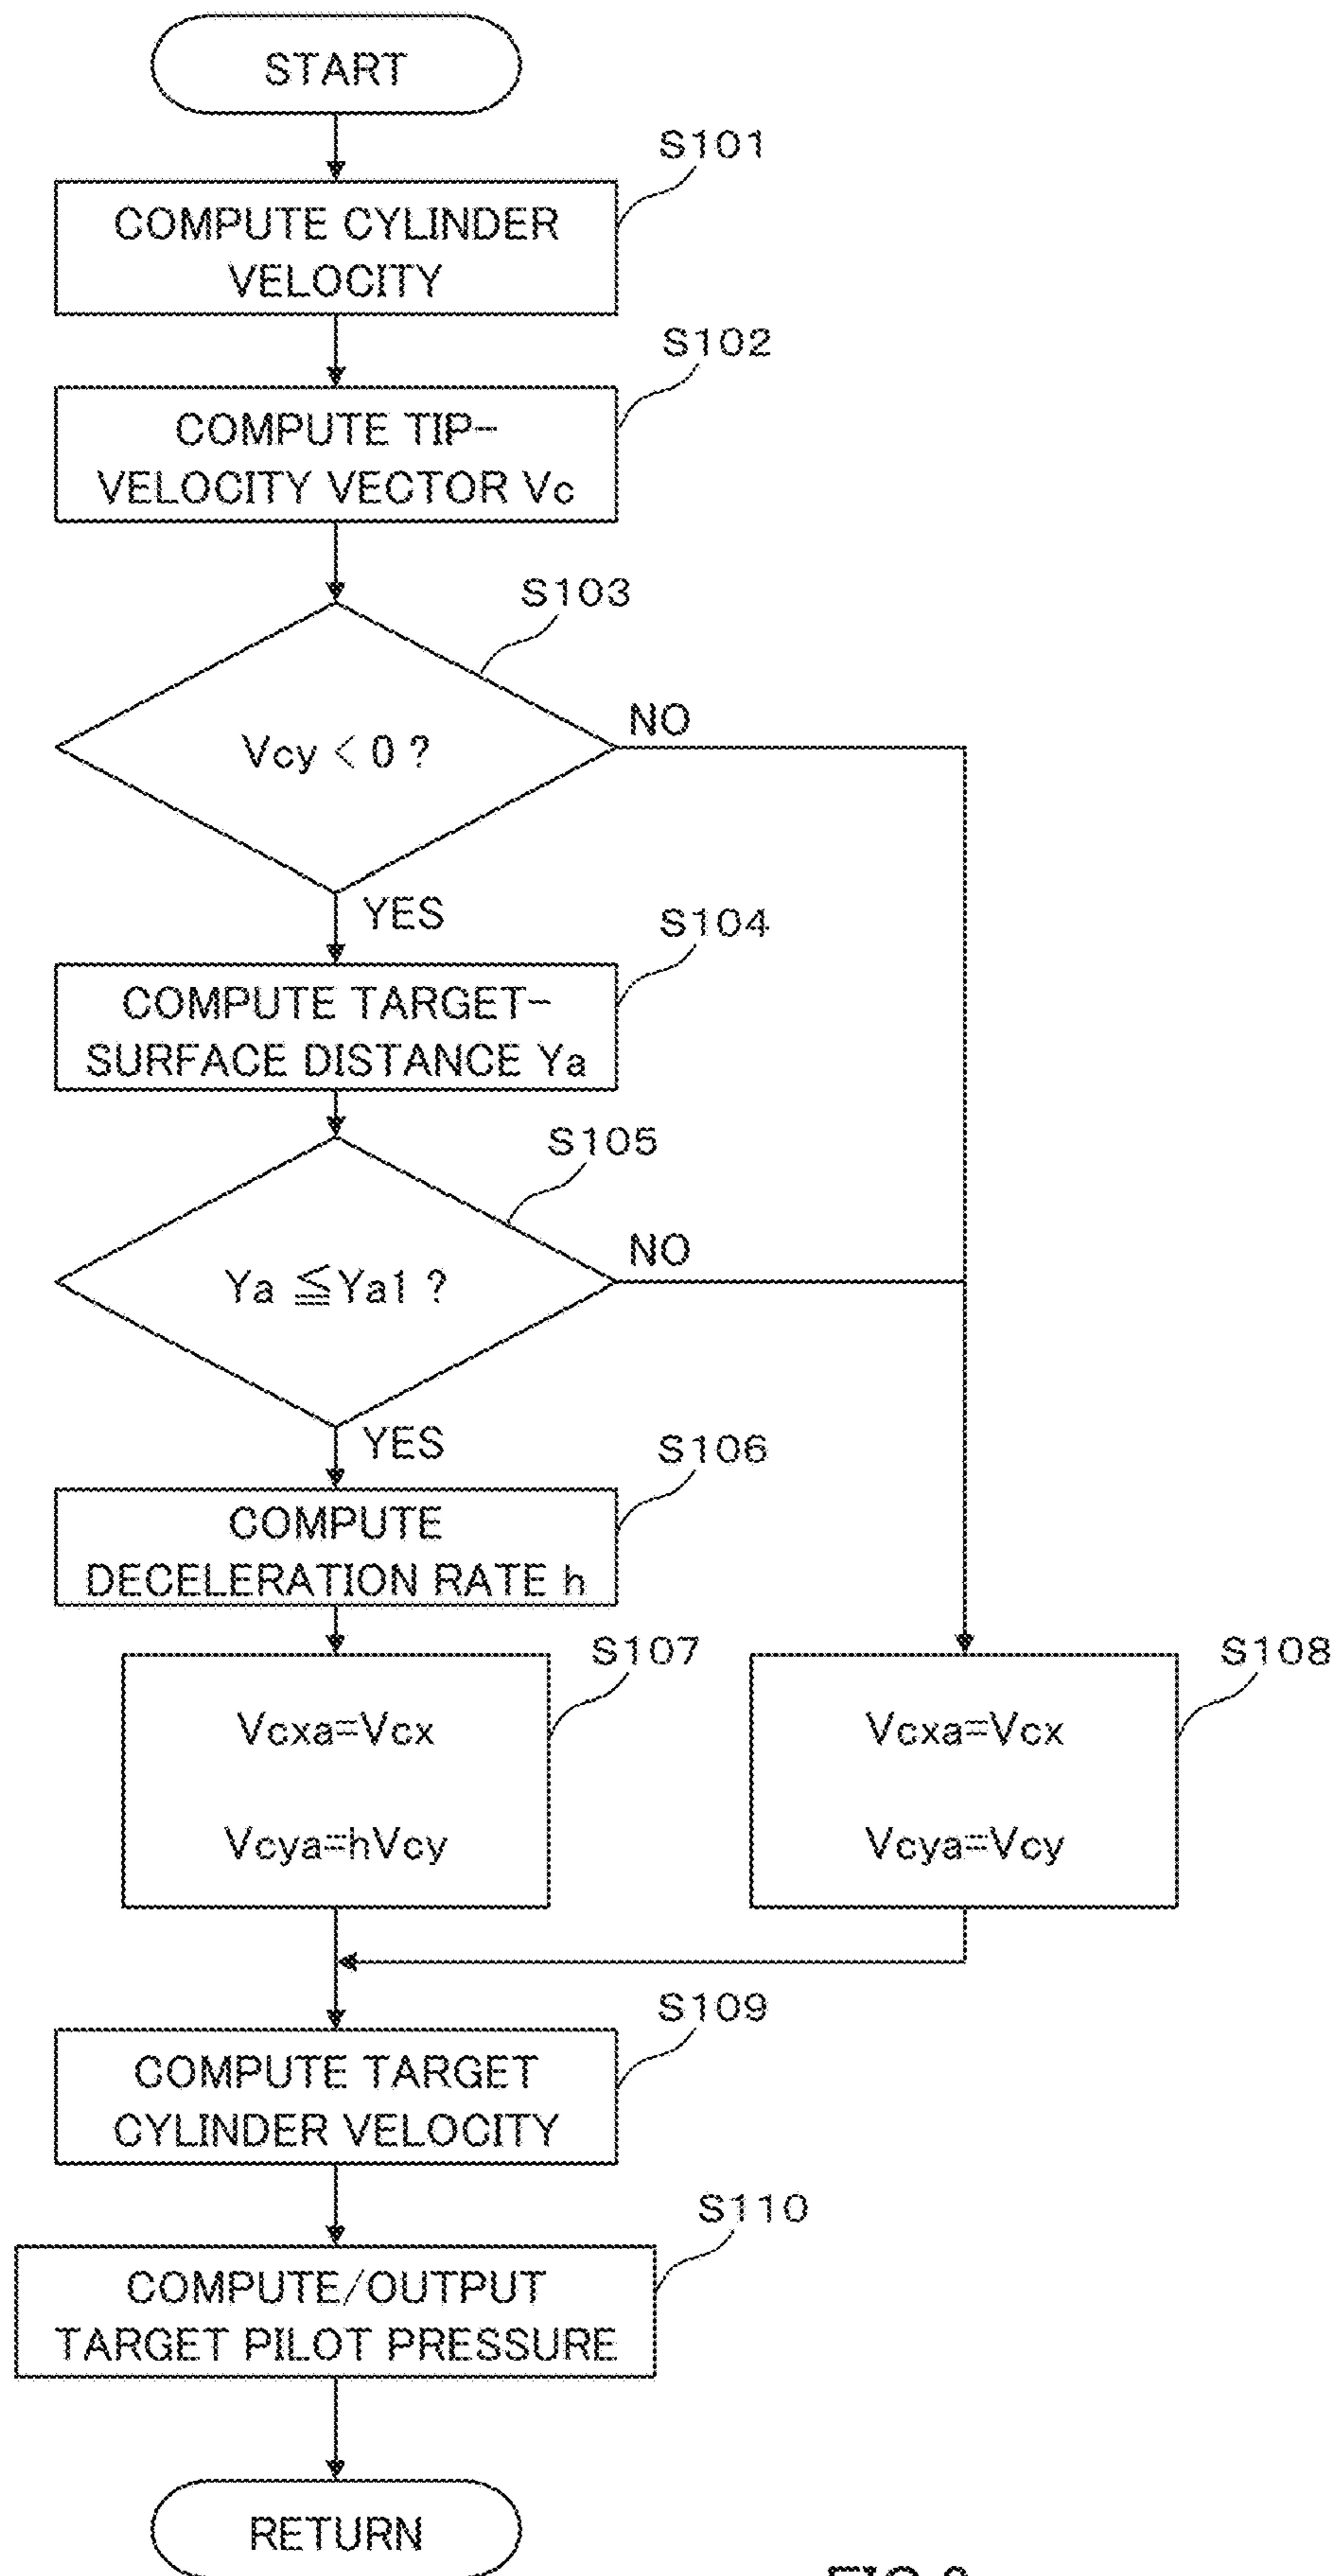 START
S101
COMPUTE CYLINDER
VELOCITY
S102
COMPUTE TIP-
VELOCITY VECTOR Vc
S103
Vcy < 0 ?
NO
YES
S104
COMPUTE TARGET-
SURFACE DISTANCE Ya
S105
Ya ≦Ya1 ?
NO
YES
S106
COMPUTE
DECELERATION RATE h
S107
Vcxa=Vcx
Vcya=hVcy
S108
Vcxa=Vcx
Vcya=Vcy
S109
COMPUTE TARGET
CYLINDER VELOCITY
S110
COMPUTE/OUTPUT
TARGET PILOT PRESSURE
RETURN